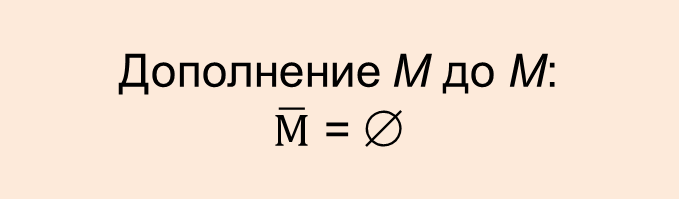 Дополнение M до M:
M̅ = ∅